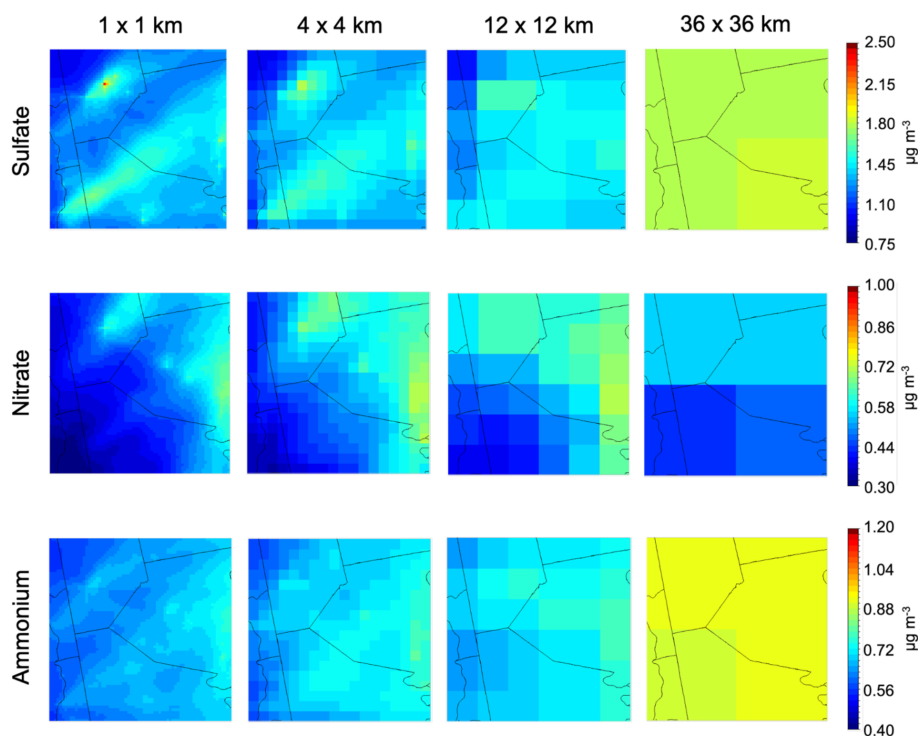 1 x 1 km 4 x 4 km 12 x 12 km 36 x 36 km
Sulfate
2.50
2.15
1.80
1.45
1.10
0.75
µg m-3
Nitrate
1.00
0.86
0.72
0.58
0.44
0.30
µg m-3
Ammonium
1.20
1.04
0.88
0.72
0.56
0.40
µg m-3